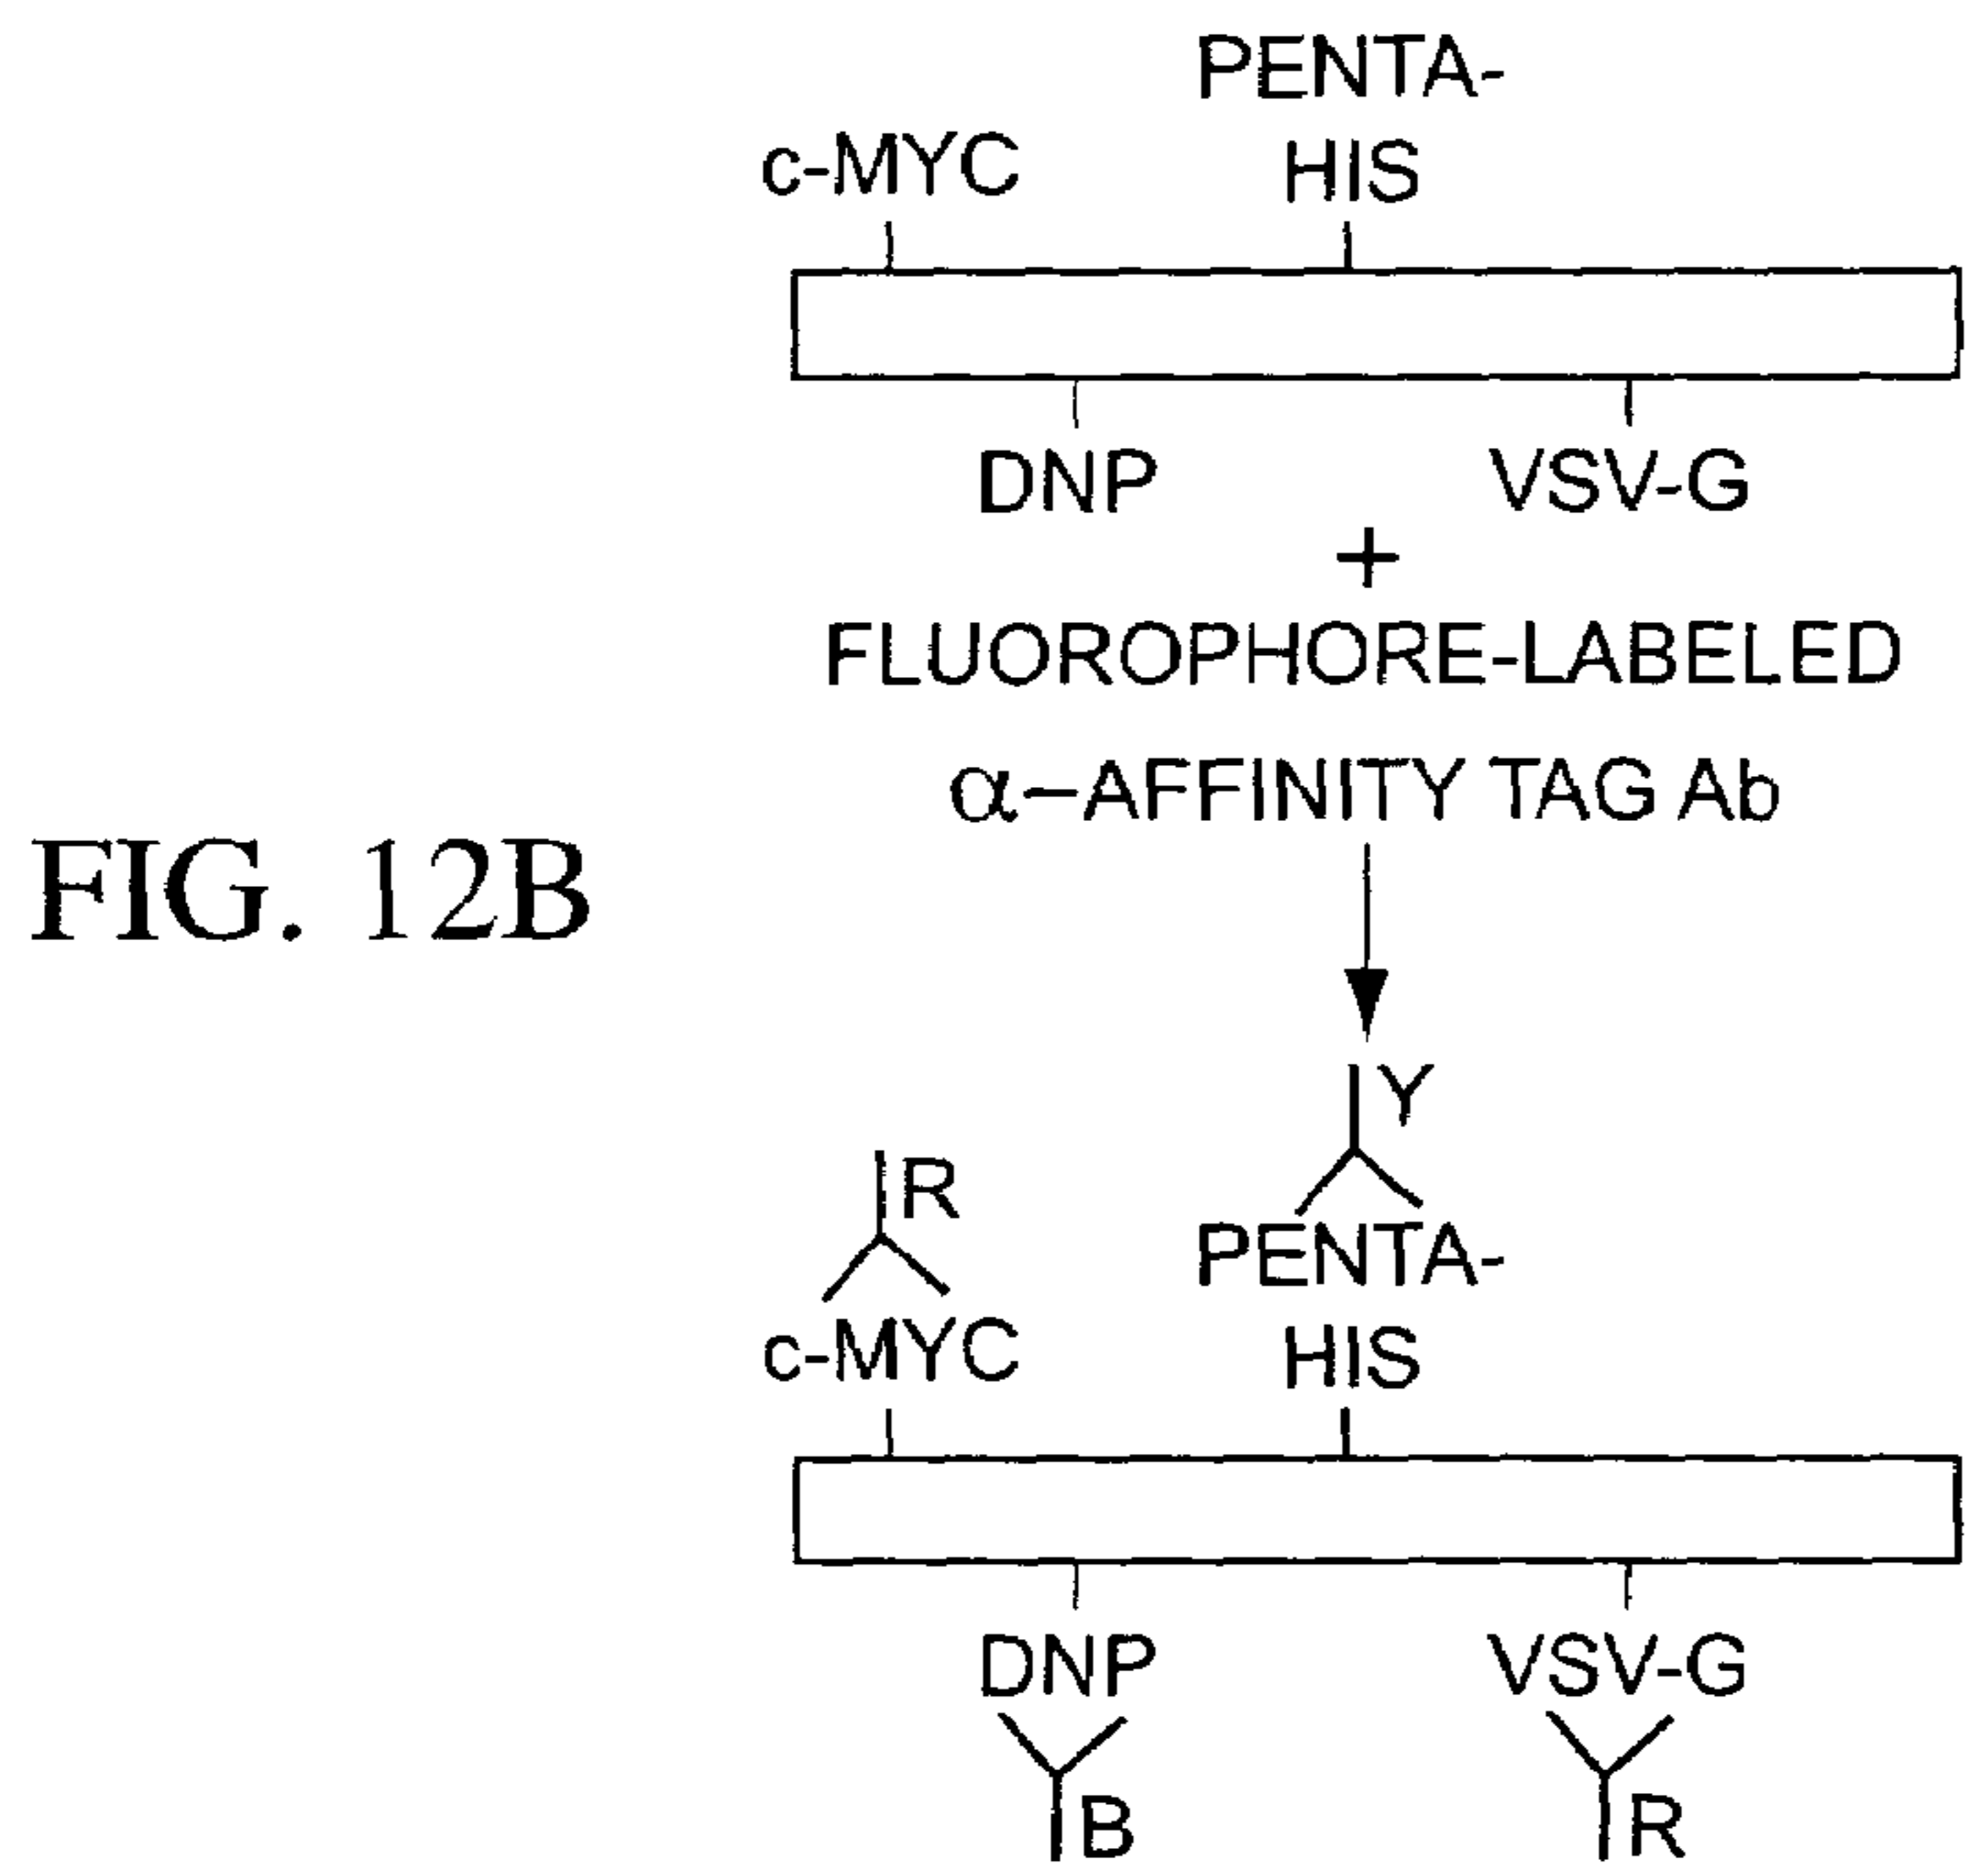 PENTA-
c-MYC
HIS
DNP
VSV-G
+
FLUOROPHORE-LABELED
α–AFFINITY TAG Ab
FIG. 12B
Y
R
PENTA-
c-MYC
HIS
DNP
VSV-G
B
R